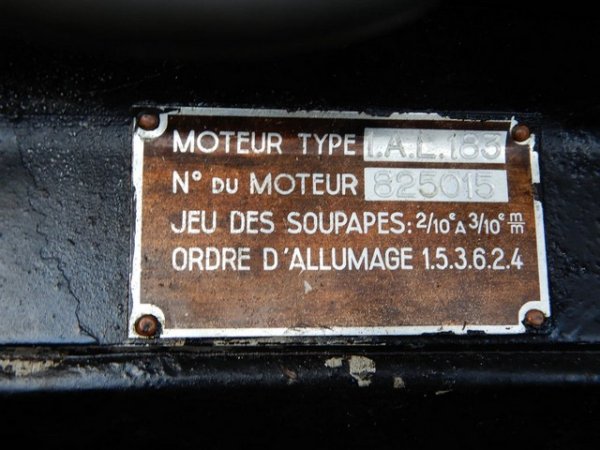 MOTEUR TYPE I.A.L.183
N° DU MOTEUR 825015
JEU DES SOUPAPES: 2/10e A 3/10e m/m
ORDRE D'ALLUMAGE 1.5.3.6.2.4